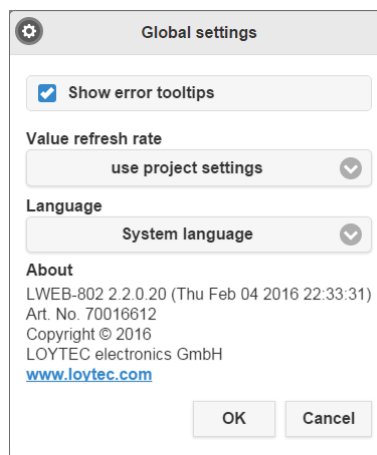 Global settings
Show error tooltips
Value refresh rate
use project settings
Language
System language
About
LWEB-802 2.2.0.20 (Thu Feb 04 2016 22:33:31)
Art. No. 70016612
Copyright © 2016
LOYTEC electronics GmbH
www.loytec.com
OK Cancel